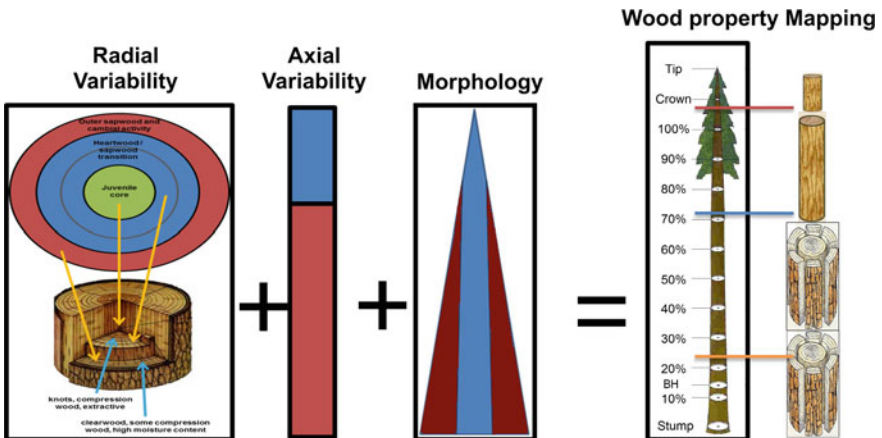 Wood property Mapping
Radial
Variability
Axial
Variability
Morphology
Outer sapwood and
cambial activity
Heartwood /
sapwood
transition
Juvenile
core
knots, compression
wood, extractive
clearwood, some compression
wood, high moisture content
+
+
=
Tip
Crown
100%
90%
80%
70%
60%
50%
40%
30%
20%
BH
10%
Stump